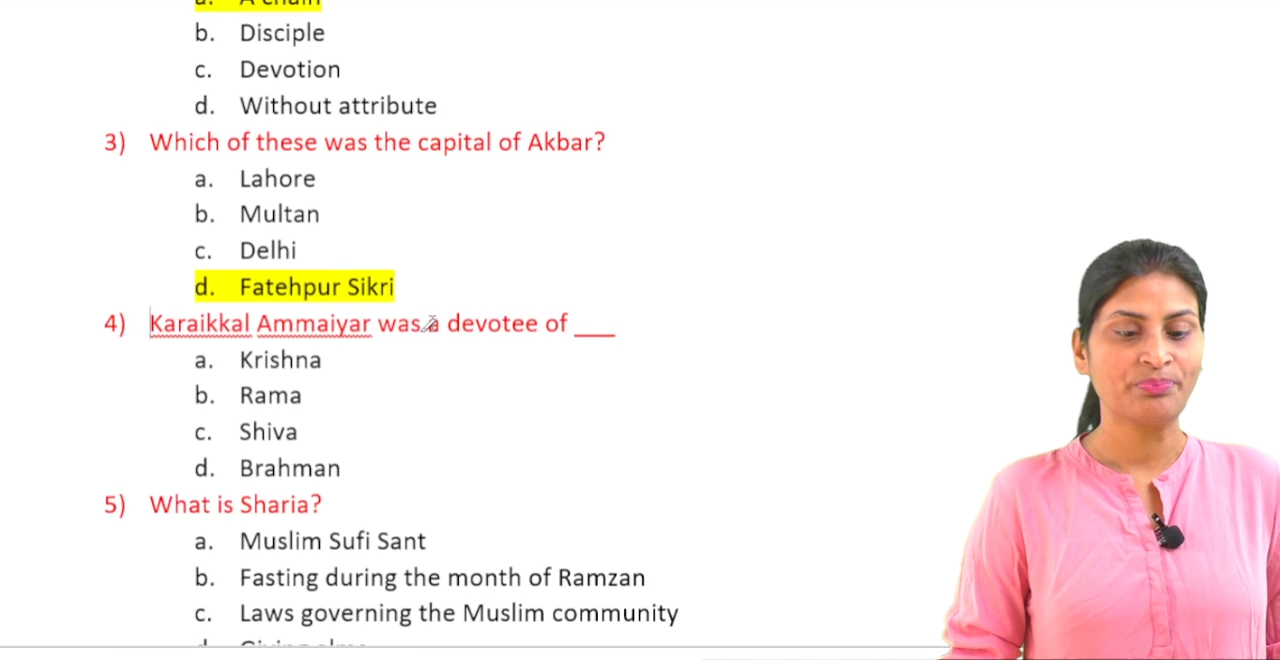 a. A chain
b. Disciple
c. Devotion
d. Without attribute
3) Which of these was the capital of Akbar?
a. Lahore
b. Multan
c. Delhi
d. Fatehpur Sikri
4) Karaikkal Ammaiyar was a devotee of ___
a. Krishna
b. Rama
c. Shiva
d. Brahman
5) What is Sharia?
a. Muslim Sufi Sant
b. Fasting during the month of Ramzan
c. Laws governing the Muslim community